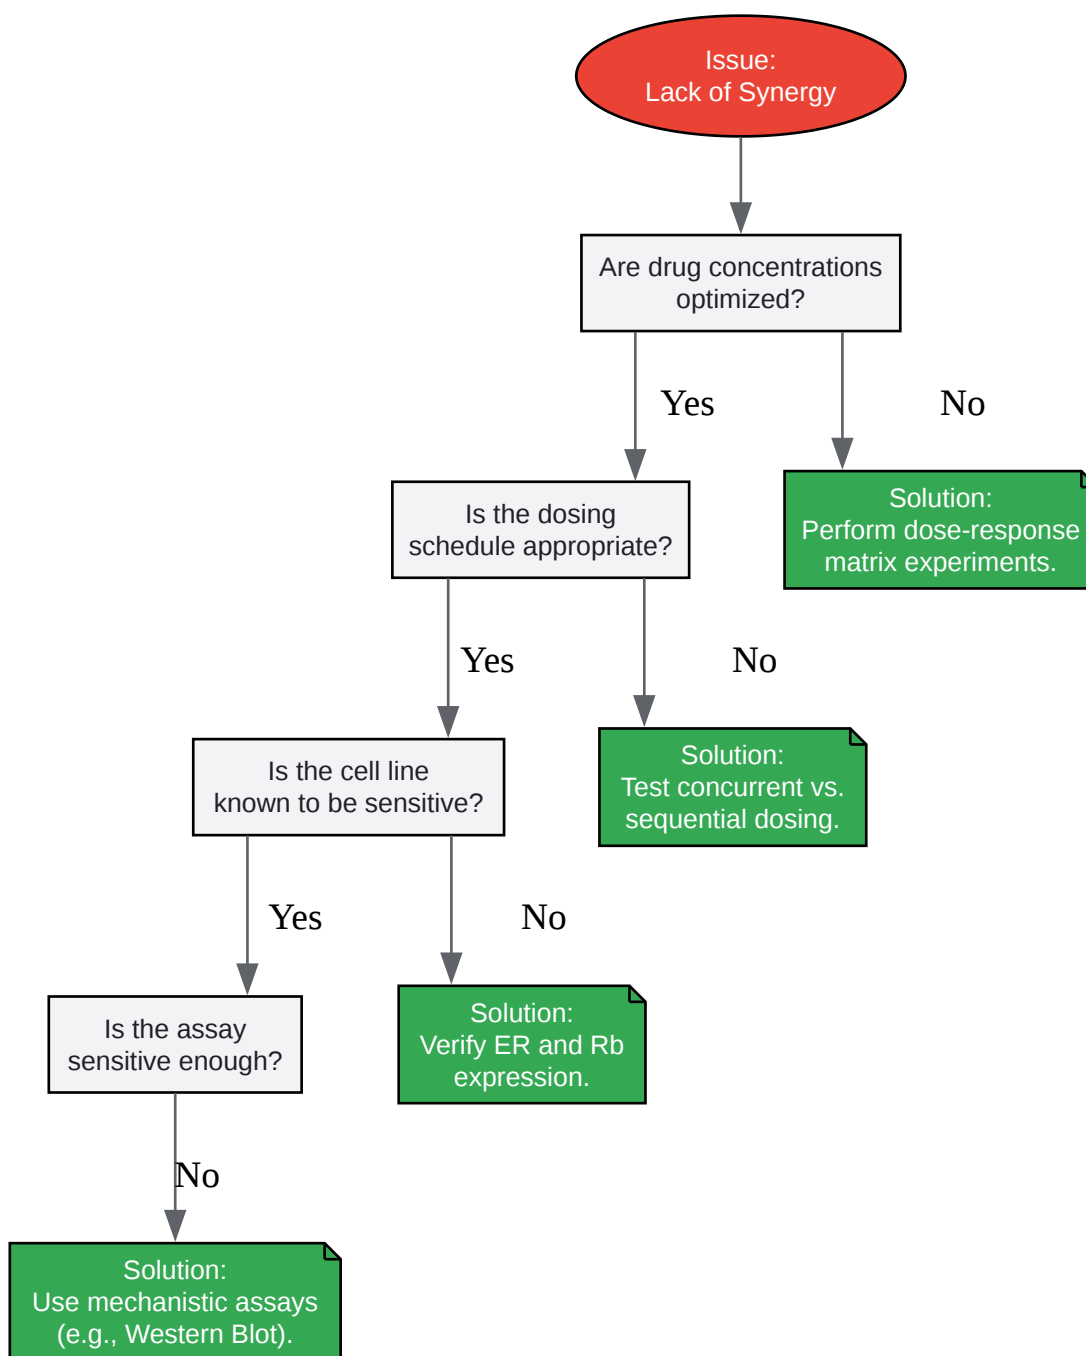 Issue:
Lack of Synergy
Are drug concentrations
optimized?
Yes
No
Is the dosing
schedule appropriate?
Solution:
Perform dose-response
matrix experiments.
Yes
No
Is the cell line
known to be sensitive?
Solution:
Test concurrent vs.
sequential dosing.
Yes
No
Is the assay
sensitive enough?
Solution:
Verify ER and Rb
expression.
No
Solution:
Use mechanistic assays
(e.g., Western Blot).